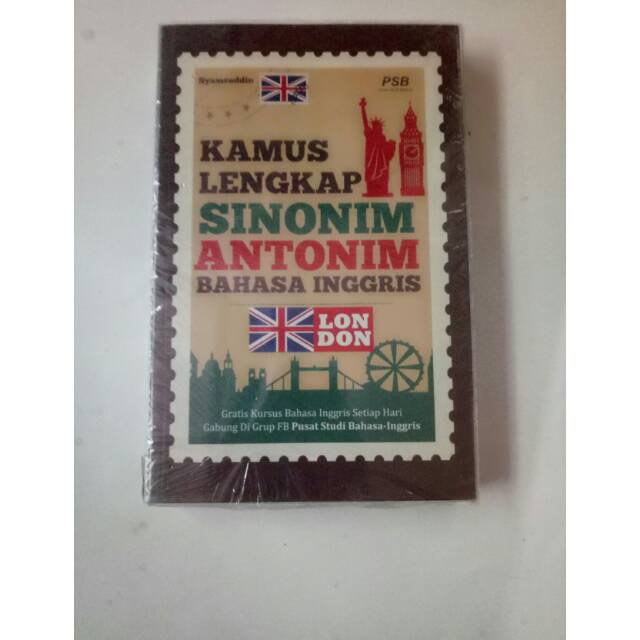 Syamsuddin
PSB
KAMUS
LENGKAP
SINONIM
ANTONIM
BAHASA INGGRIS
LON
DON
Gratis Kursus Bahasa Inggris Setiap Hari
Gabung Di Grup FB Pusat Studi Bahasa-Inggris